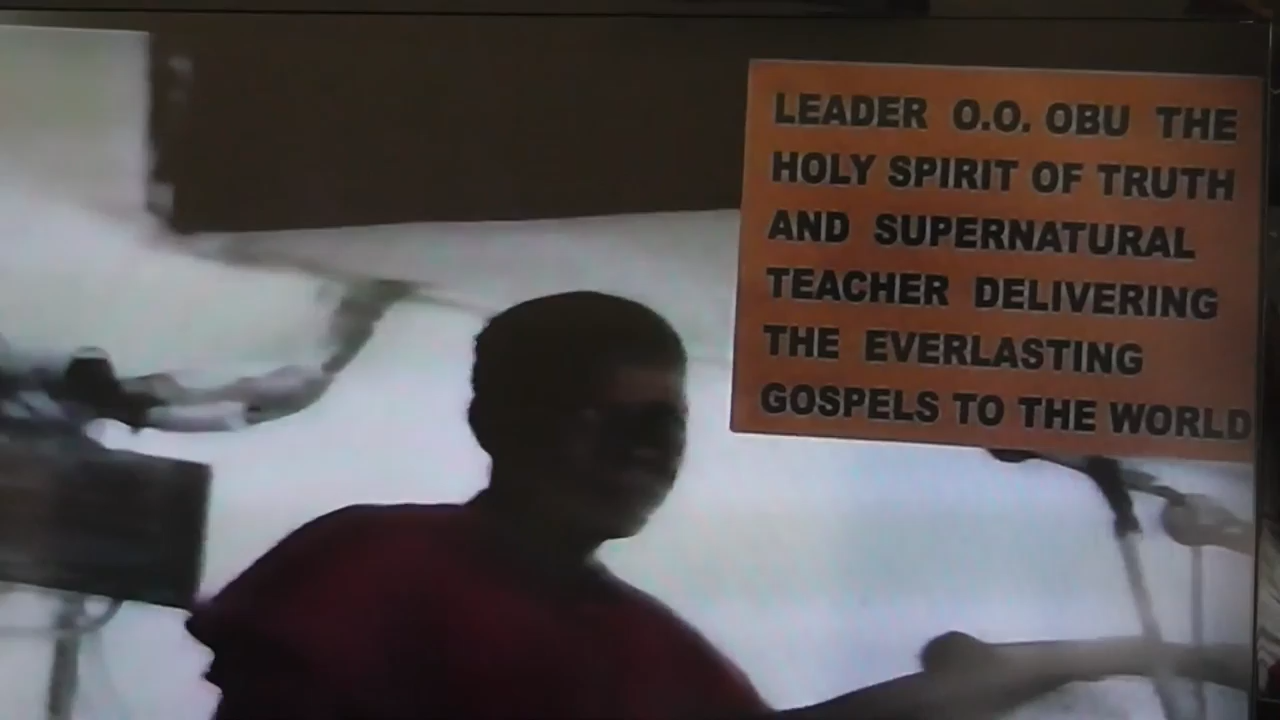 LEADER O.O. OBU THE
HOLY SPIRIT OF TRUTH
AND SUPERNATURAL
TEACHER DELIVERING
THE EVERLASTING
GOSPELS TO THE WORLD